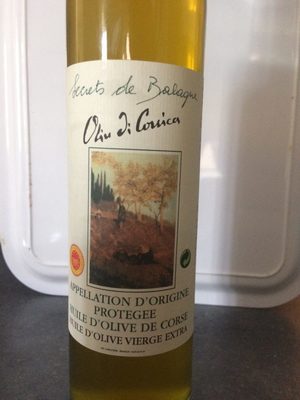 Secrets de Balagne
Oliu di Corsica
APPELLATION D'ORIGINE
PROTEGEE
HUILE D'OLIVE DE CORSE
HUILE D'OLIVE VIERGE EXTRA